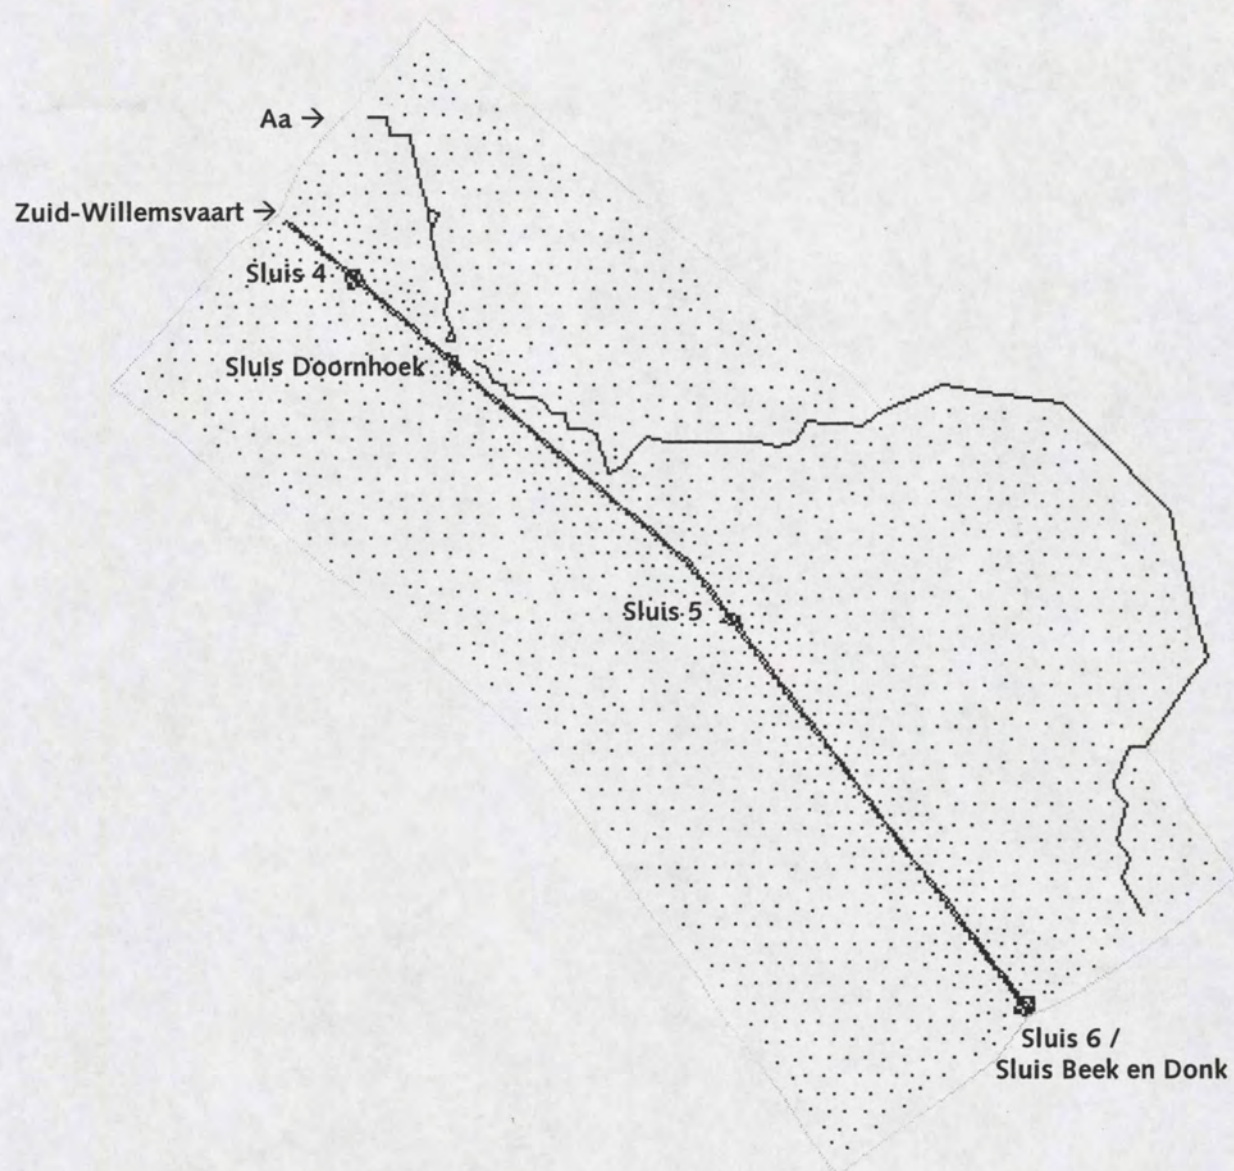 Aa →
Zuid-Willemsvaart →
Sluis 4
Sluis Doornhoek
Sluis 5
Sluis 6 /
Sluis Beek en Donk